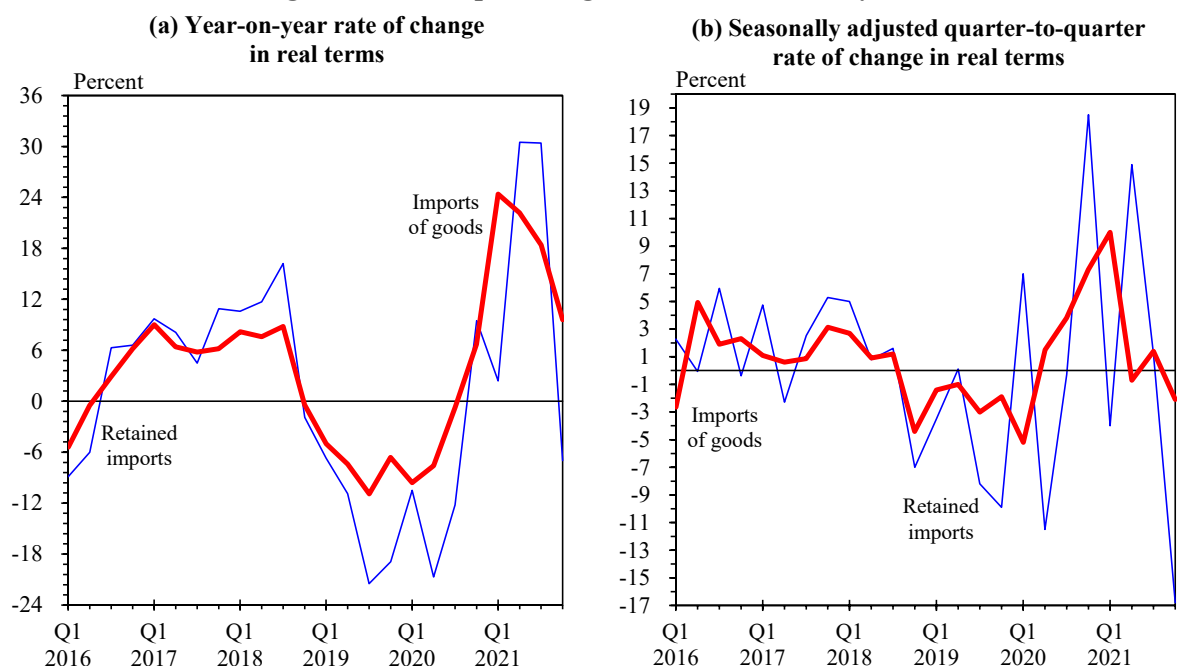 (a) Year-on-year rate of change
in real terms
Percent
36
30
24
18
12
6
0
-6
-12
-18
-24
Imports
of goods
Retained
imports
Q1 Q1 Q1 Q1 Q1 Q1
2016 2017 2018 2019 2020 2021
(b) Seasonally adjusted quarter-to-quarter
rate of change in real terms
Percent
19
17
15
13
11
9
7
5
3
1
-1
-3
-5
-7
-9
-11
-13
-15
-17
Imports
of goods
Retained
imports
Q1 Q1 Q1 Q1 Q1 Q1
2016 2017 2018 2019 2020 2021